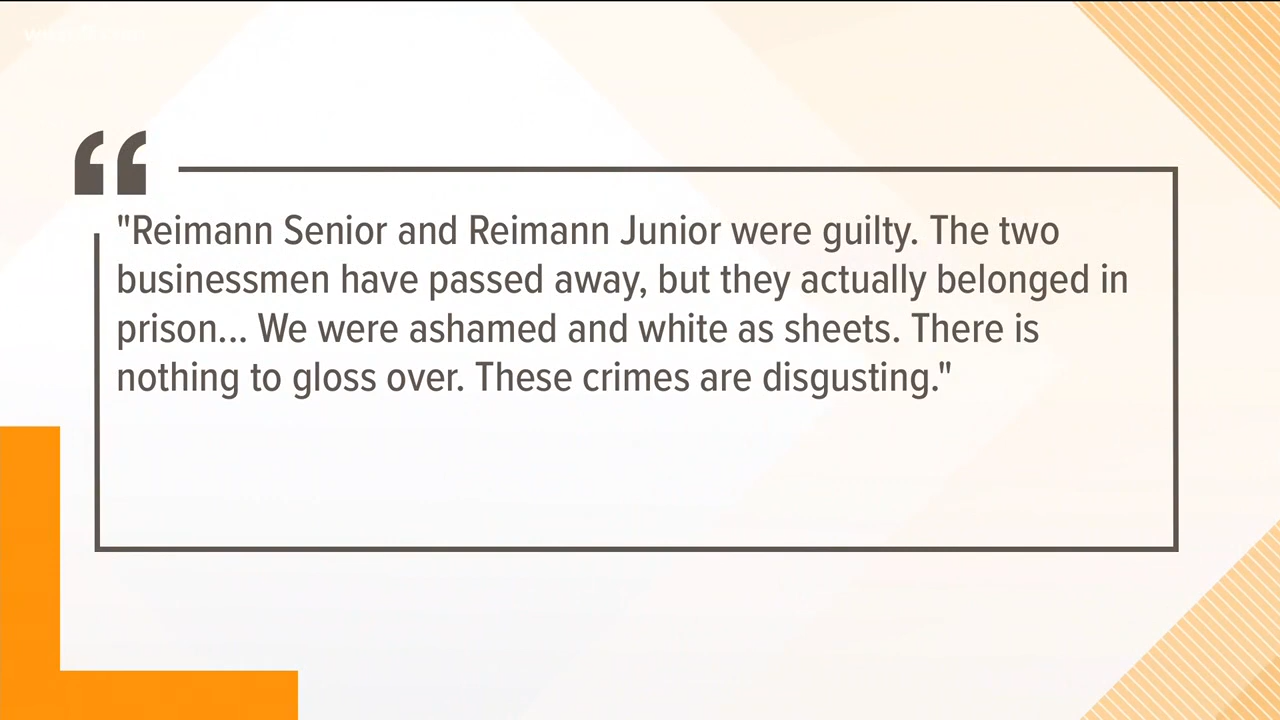 "Reimann Senior and Reimann Junior were guilty. The two
businessmen have passed away, but they actually belonged in
prison... We were ashamed and white as sheets. There is
nothing to gloss over. These crimes are disgusting."